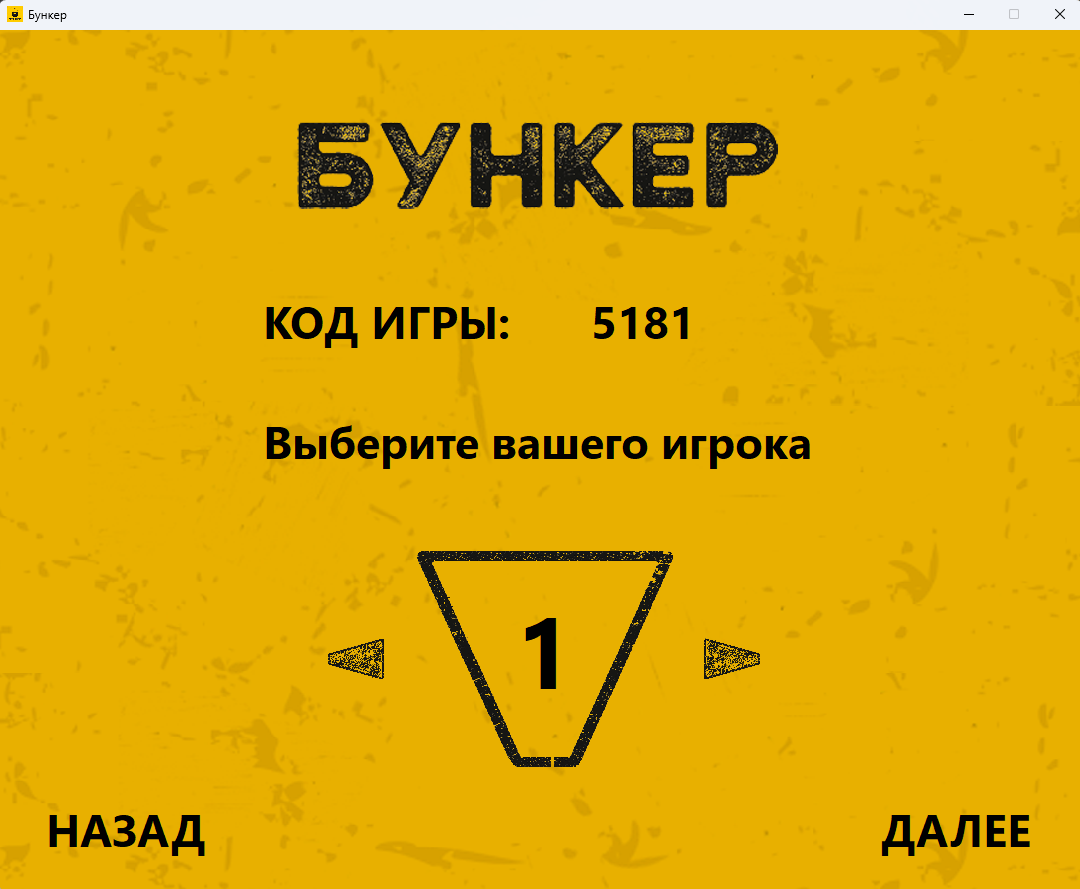 Бункер
БУНКЕР
КОД ИГРЫ: 5181
Выберите вашего игрока
1
НАЗАД
ДАЛЕЕ